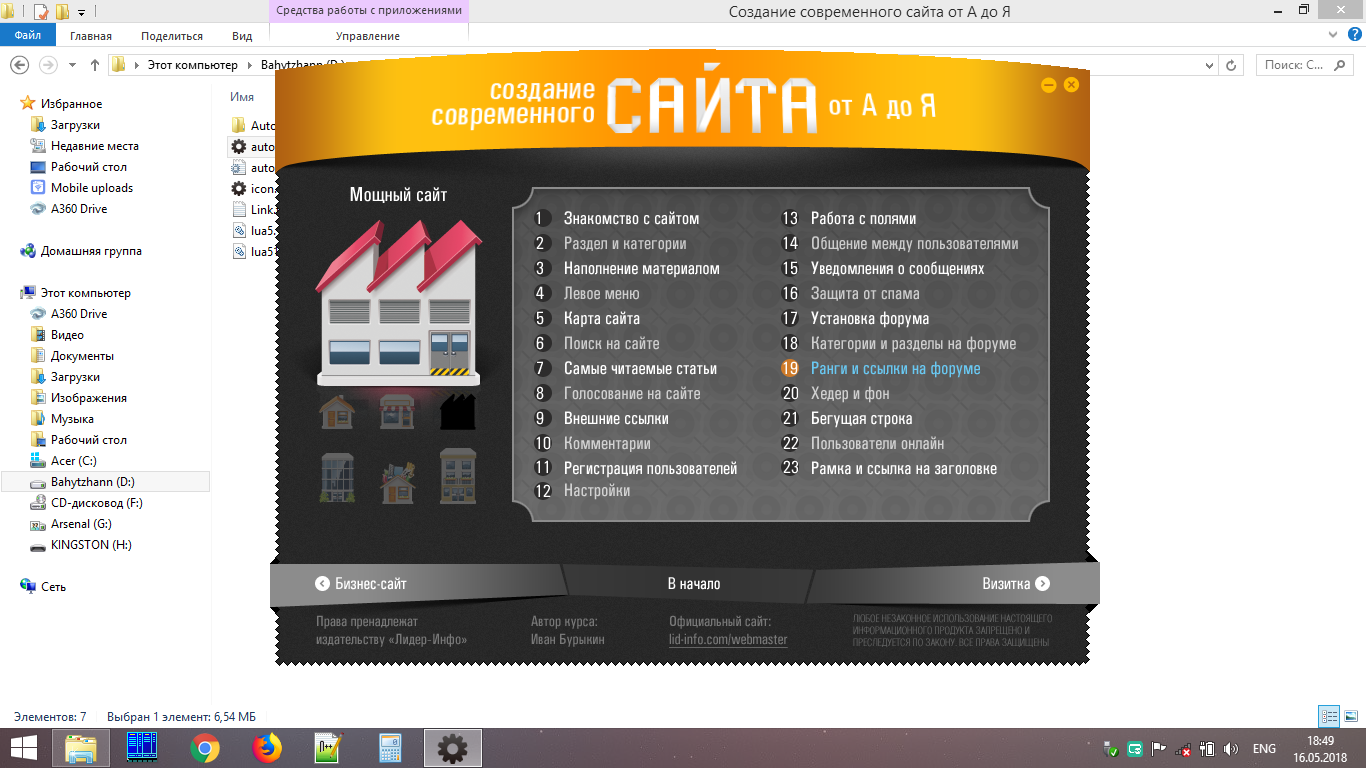 Средства работы с приложениями
Создание современного сайта от А до Я
Файл
Главная
Поделиться
Вид
Управление
Этот компьютер
Bahytzhann (D:)
Поиск: С...
Имя
Избранное
Загрузки
Недавние места
Рабочий стол
Mobile uploads
A360 Drive
Домашняя группа
Этот компьютер
A360 Drive
Видео
Документы
Загрузки
Изображения
Музыка
Рабочий стол
Acer (C:)
Bahytzhann (D:)
CD-дисковод (F:)
Arsenal (G:)
KINGSTON (H:)
Сеть
Auto
auto
auto
icon.
Link.
lua5.
lua51
создание
современного
САЙТА
от А до Я
Мощный сайт
1 Знакомство с сайтом
2 Раздел и категории
3 Наполнение материалом
4 Левое меню
5 Карта сайта
6 Поиск на сайте
7 Самые читаемые статьи
8 Голосование на сайте
9 Внешние ссылки
10 Комментарии
11 Регистрация пользователей
12 Настройки
13 Работа с полями
14 Общение между пользователями
15 Уведомления о сообщениях
16 Защита от спама
17 Установка форума
18 Категории и разделы на форуме
19 Ранги и ссылки на форуме
20 Хедер и фон
21 Бегущая строка
22 Пользователи онлайн
23 Рамка и ссылка на заголовке
Бизнес-сайт
В начало
Визитка
Права принадлежат
издательству «Лидер-Инфо»
Автор курса:
Иван Бурыкин
Официальный сайт:
lid-info.com/webmaster
ЛЮБОЕ НЕЗАКОННОЕ ИСПОЛЬЗОВАНИЕ НАСТОЯЩЕГО
ИНФОРМАЦИОННОГО ПРОДУКТА ЗАПРЕЩЕНО И
ПРЕСЛЕДУЕТСЯ ПО ЗАКОНУ. ВСЕ ПРАВА ЗАЩИЩЕНЫ
Элементов: 7
Выбран 1 элемент: 6,54 МБ
ENG
18:49
16.05.2018